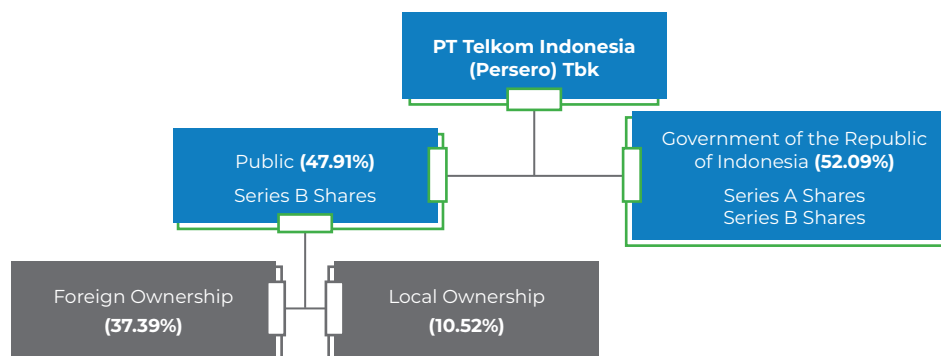 PT Telkom Indonesia
(Persero) Tbk
Public (47.91%)
Series B Shares
Government of the Republic
of Indonesia (52.09%)
Series A Shares
Series B Shares
Foreign Ownership
(37.39%)
Local Ownership
(10.52%)